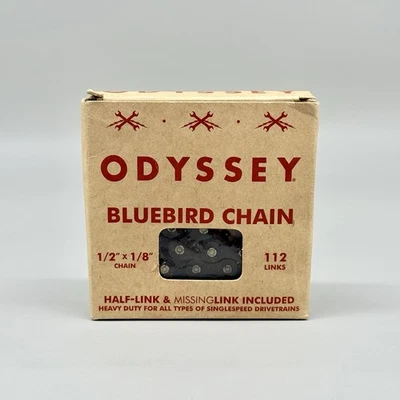 ODYSSEY
ODYSSEY
BLUEBIRD CHAIN
1/2" x 1/8"
CHAIN
112
LINKS
HALF-LINK & MISSINGLINK INCLUDED
HEAVY DUTY FOR ALL TYPES OF SINGLESPEED DRIVETRAINS